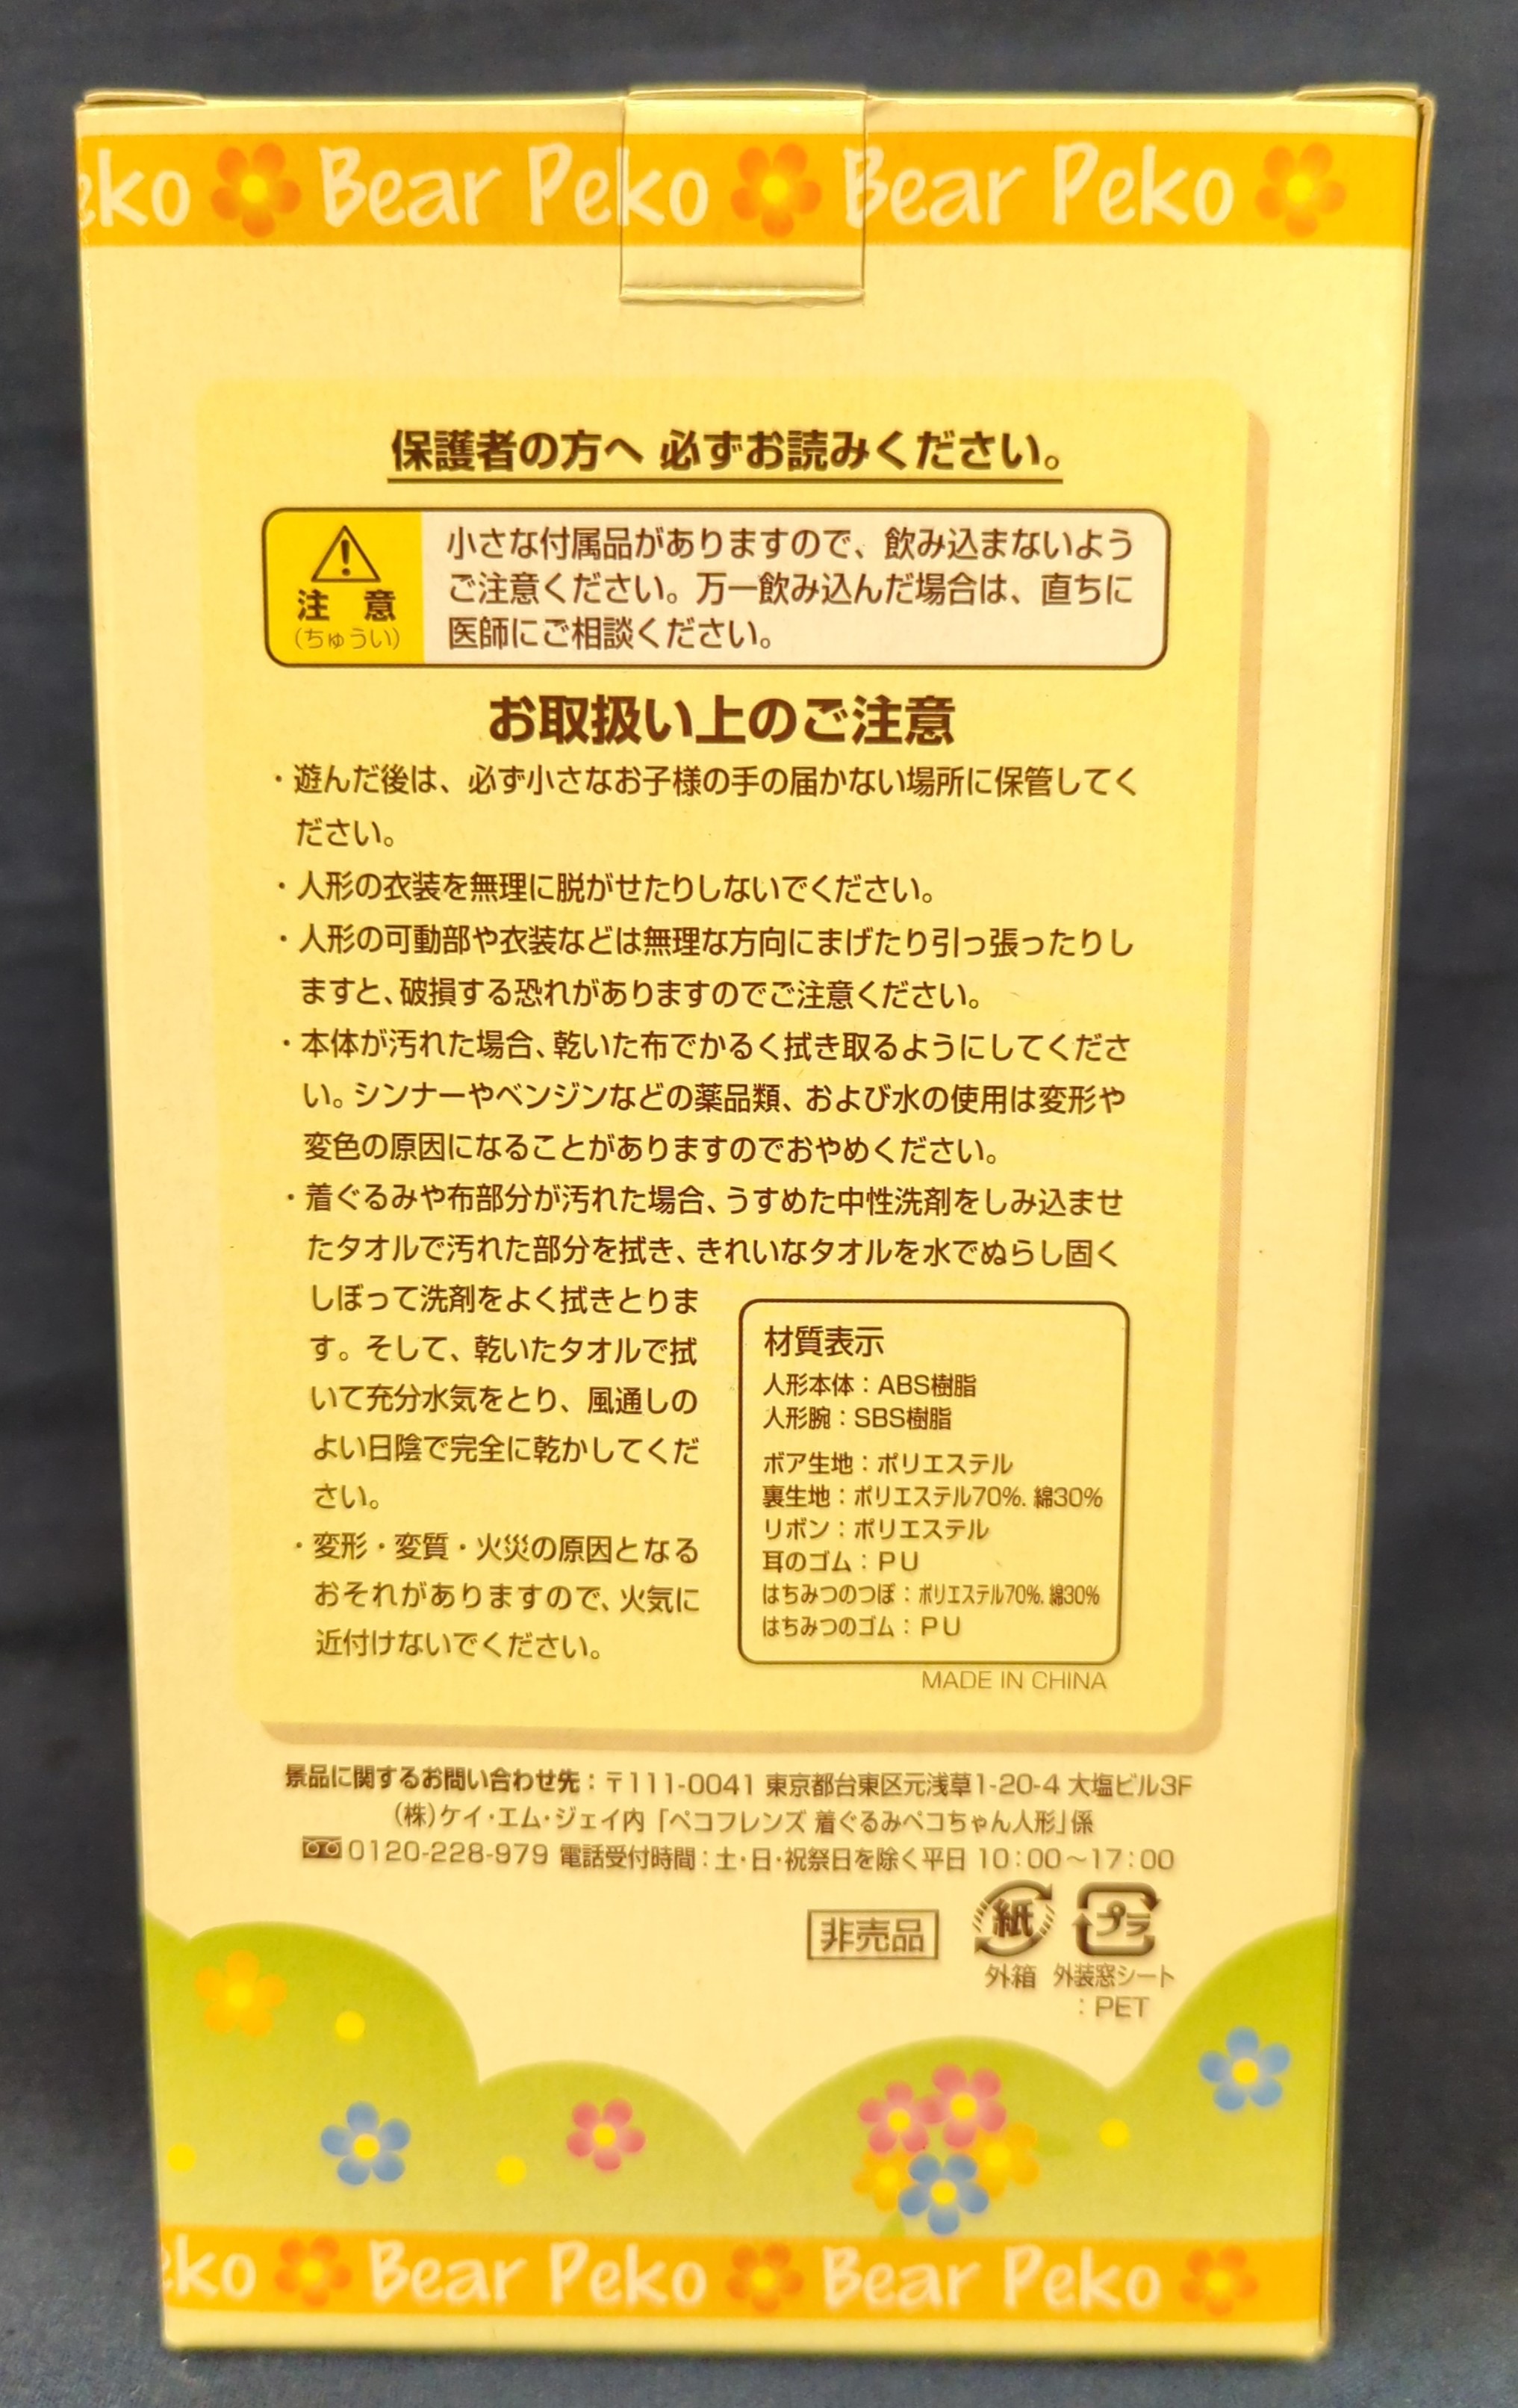 eko Bear Peko Bear Peko
保護者の方へ 必ずお読みください。
注 意
(ちゅうい)
小さな付属品がありますので、飲み込まないよう
ご注意ください。万一飲み込んだ場合は、直ちに
医師にご相談ください。
お取扱い上のご注意
・遊んだ後は、必ず小さなお子様の手の届かない場所に保管してく
ださい。
・人形の衣装を無理に脱がせたりしないでください。
・人形の可動部や衣装などは無理な方向にまげたり引っ張ったりし
ますと、破損する恐れがありますのでご注意ください。
・本体が汚れた場合、乾いた布でかるく拭き取るようにしてくださ
い。シンナーやベンジンなどの薬品類、および水の使用は変形や
変色の原因になることがありますのでおやめください。
・着ぐるみや布部分が汚れた場合、うすめた中性洗剤をしみ込ませ
たタオルで汚れた部分を拭き、きれいなタオルを水でぬらし固く
しぼって洗剤をよく拭きとりま
す。そして、乾いたタオルで拭
いて充分水気をとり、風通しの
よい日陰で完全に乾かしてくだ
さい。
・変形・変質・火災の原因となる
おそれがありますので、火気に
近付けないでください。
材質表示
人形本体：ABS樹脂
人形腕：SBS樹脂
ボア生地：ポリエステル
裏生地：ポリエステル70%. 綿30%
リボン：ポリエステル
耳のゴム：PU
はちみつのつぼ：ポリエステル70%. 綿30%
はちみつのゴム：PU
MADE IN CHINA
景品に関するお問い合わせ先：〒111-0041 東京都台東区元浅草1-20-4 大塩ビル3F
(株)ケイ・エム・ジェイ内「ペコフレンズ 着ぐるみペコちゃん人形」係
0120-228-979 電話受付時間：土・日・祝祭日を除く平日 10：00～17：00
非売品
紙
プラ
外箱 外装窓シート
：PET
eko Bear Peko Bear Peko